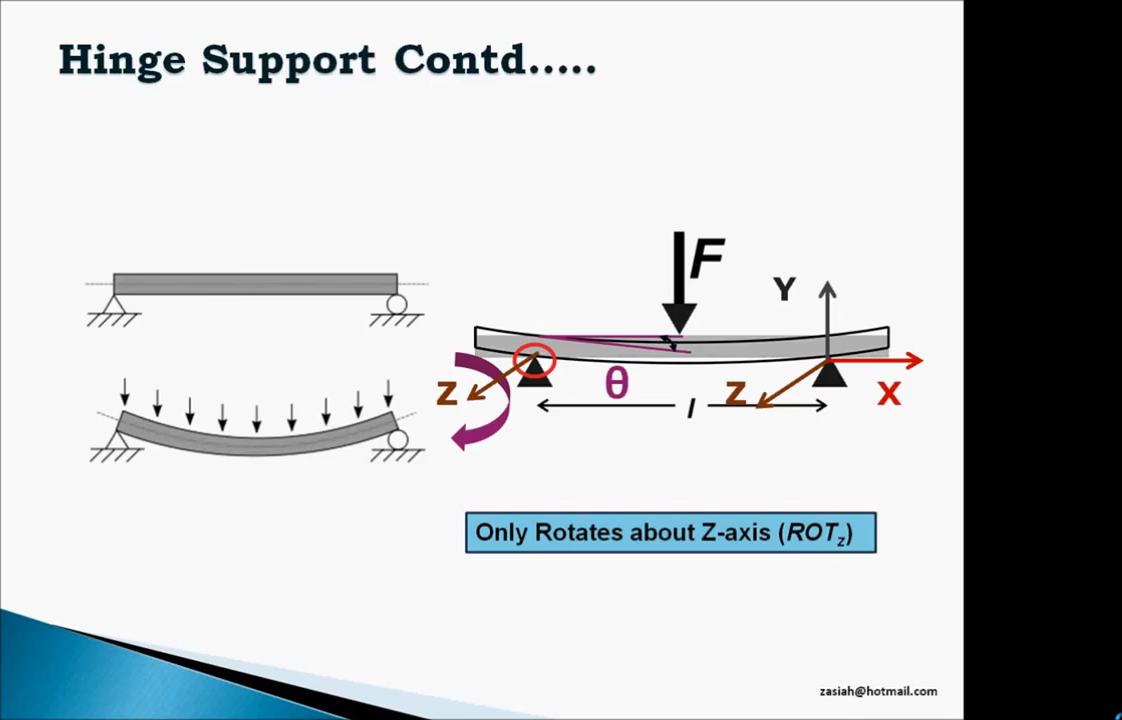 Hinge Support Contd.....
F
Y
θ
Z
Z
X
l
Only Rotates about Z-axis (ROTz)
zasiah@hotmail.com